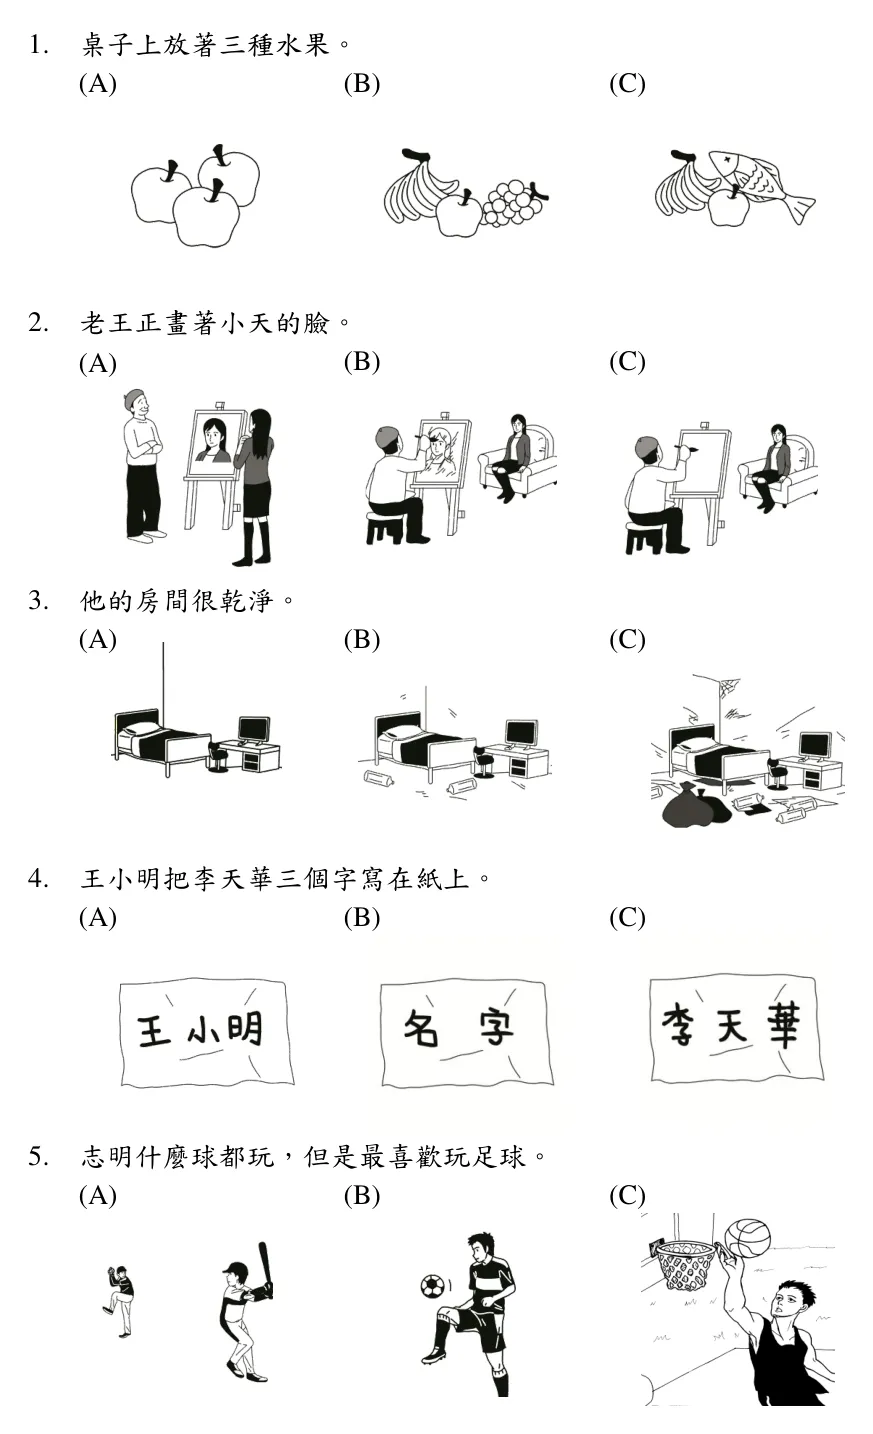 1. 桌子上放著三種水果。
(A) (B) (C)
2. 老王正畫著小天的臉。
(A) (B) (C)
3. 他的房間很乾淨。
(A) (B) (C)
4. 王小明把李天華三個字寫在紙上。
(A) (B) (C)
王小明 名字 李天華
5. 志明什麼球都玩，但是最喜歡玩足球。
(A) (B) (C)